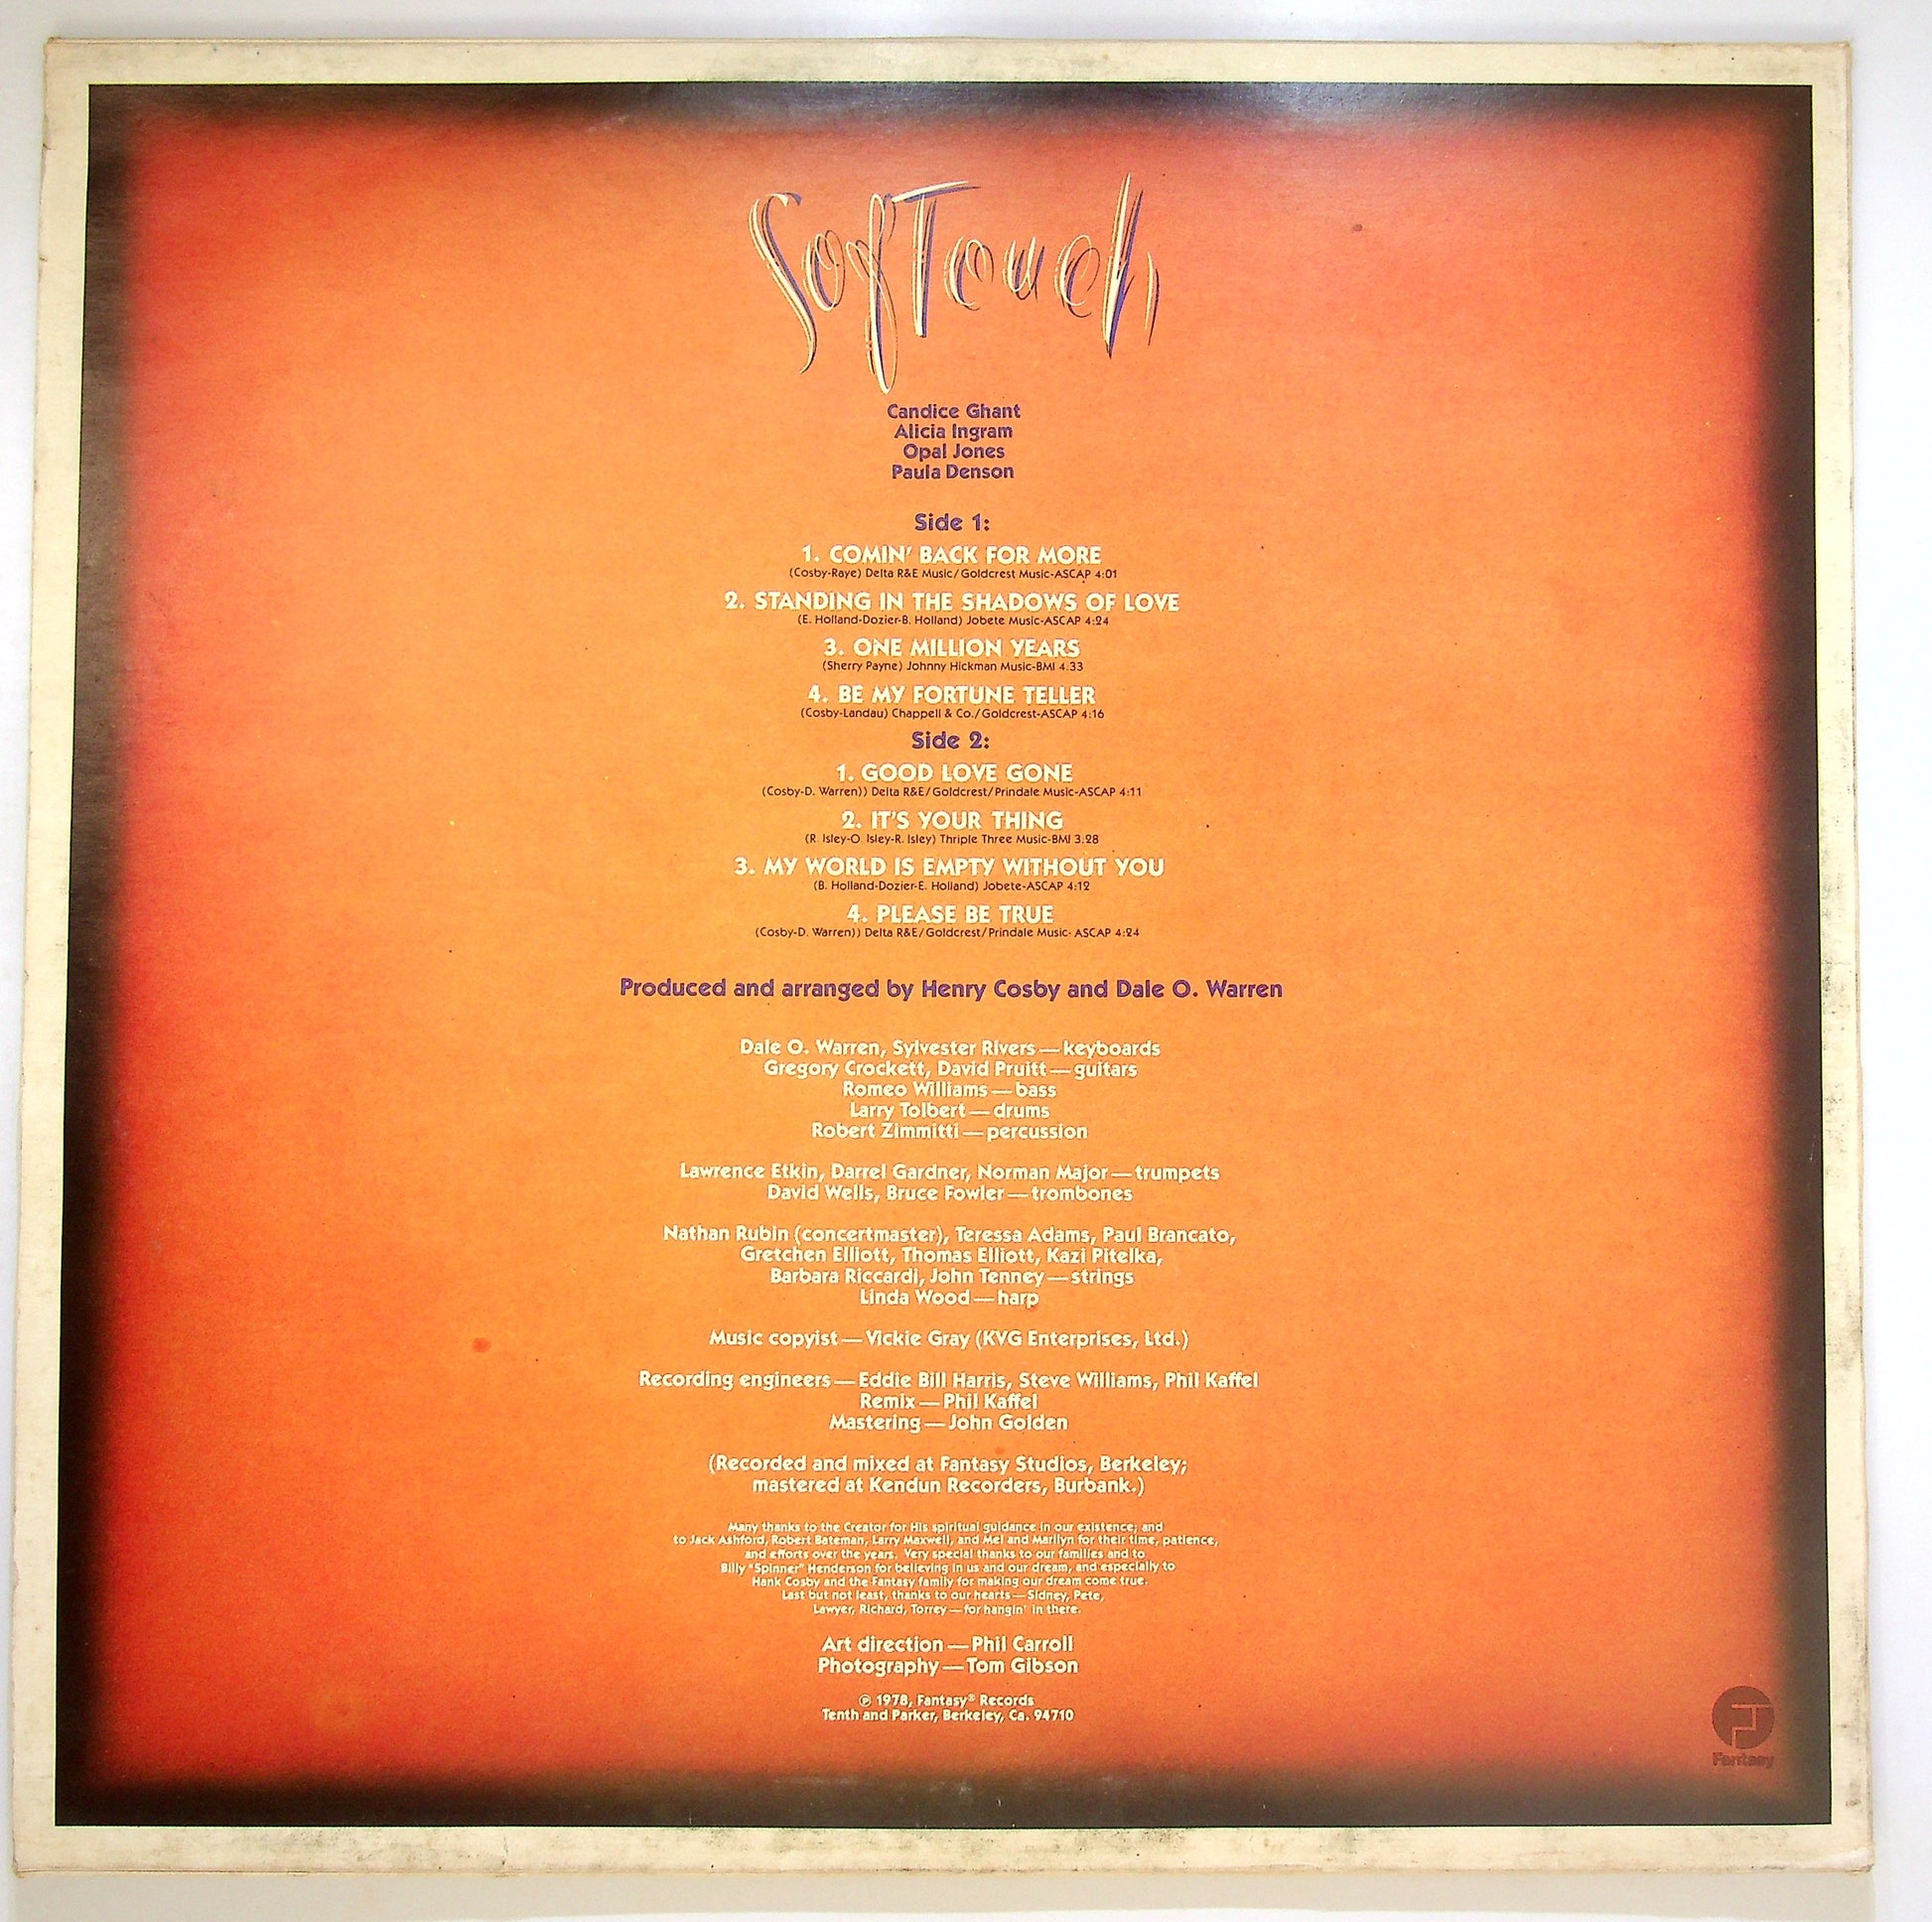 SofTouch
Candice Ghant
Alicia Ingram
Opal Jones
Paula Denson
Side 1:
1. COMIN' BACK FOR MORE
(Cosby-Raye) Delta R&E Music/Goldcrest Music-ASCAP 4:01
2. STANDING IN THE SHADOWS OF LOVE
(E. Holland-Dozier-B. Holland) Jobete Music-ASCAP 4:24
3. ONE MILLION YEARS
(Sherry Payne) Johnny Hickman Music-BMI 4:33
4. BE MY FORTUNE TELLER
(Cosby-Landau) Chappell & Co./Goldcrest-ASCAP 4:16
Side 2:
1. GOOD LOVE GONE
(Cosby-D. Warren)) Delta R&E/Goldcrest/Prindale Music-ASCAP 4:11
2. IT'S YOUR THING
(R. Isley-O. Isley-R. Isley) Thriple Three Music-BMI 3:28
3. MY WORLD IS EMPTY WITHOUT YOU
(B. Holland-Dozier-E. Holland) Jobete-ASCAP 4:12
4. PLEASE BE TRUE
(Cosby-D. Warren)) Delta R&E/Goldcrest/Prindale Music- ASCAP 4:24
Produced and arranged by Henry Cosby and Dale O. Warren
Dale O. Warren, Sylvester Rivers—keyboards
Gregory Crockett, David Pruitt—guitars
Romeo Williams—bass
Larry Tolbert—drums
Robert Zimmitti—percussion
Lawrence Etkin, Darrel Gardner, Norman Major—trumpets
David Wells, Bruce Fowler—trombones
Nathan Rubin (concertmaster), Teressa Adams, Paul Brancato,
Gretchen Elliott, Thomas Elliott, Kazi Pitelka,
Barbara Riccardi, John Tenney—strings
Linda Wood—harp
Music copyist—Vickie Gray (KVG Enterprises, Ltd.)
Recording engineers—Eddie Bill Harris, Steve Williams, Phil Kaffel
Remix—Phil Kaffel
Mastering—John Golden
(Recorded and mixed at Fantasy Studios, Berkeley;
mastered at Kendun Recorders, Burbank.)
Many thanks to the Creator for His spiritual guidance in our existence; and
to Jack Ashford, Robert Bateman, Larry Maxwell, and Mel and Marilyn for their time, patience,
and efforts over the years. Very special thanks to our families and to
Billy "Spinner" Henderson for believing in us and our dream, and especially to
Hank Cosby and the Fantasy family for making our dream come true.
Last but not least, thanks to our hearts—Sidney, Pete,
Lawyer, Richard, Torrey—for hangin' in there.
Art direction—Phil Carroll
Photography—Tom Gibson
℗ 1978, Fantasy® Records
Tenth and Parker, Berkeley, Ca. 94710
Fantasy